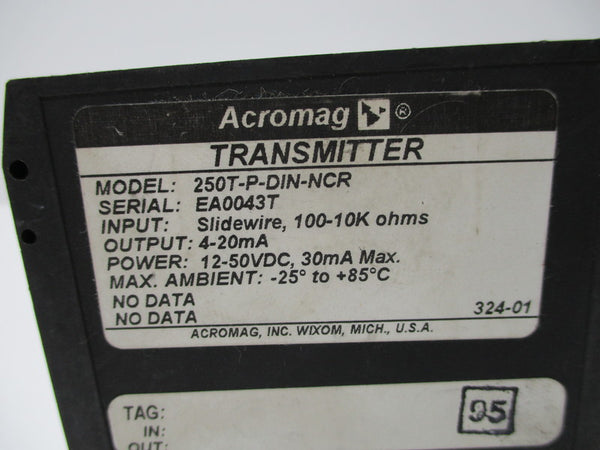 Acromag ®
TRANSMITTER
MODEL: 250T-P-DIN-NCR
SERIAL: EA0043T
INPUT: Slidewire, 100-10K ohms
OUTPUT: 4-20mA
POWER: 12-50VDC, 30mA Max.
MAX. AMBIENT: -25° to +85°C
NO DATA
NO DATA 324-01
ACROMAG, INC. WIXOM, MICH., U.S.A.
TAG: 95
IN:
OUT: